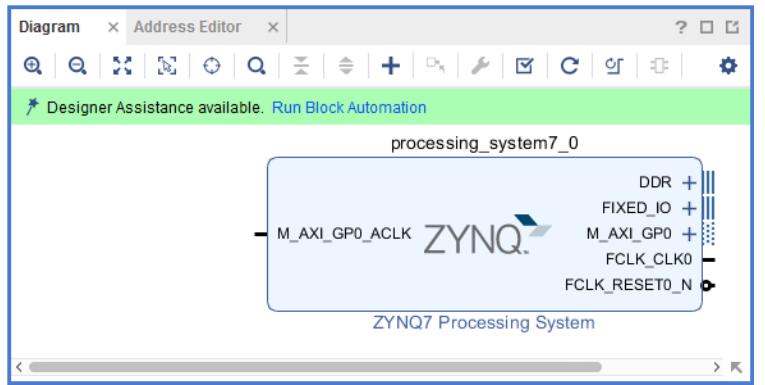 Diagram × Address Editor ×
Designer Assistance available. Run Block Automation
processing_system7_0
DDR
FIXED_IO
M_AXI_GP0_ACLK ZYNQ. M_AXI_GP0
FCLK_CLK0
FCLK_RESET0_N
ZYNQ7 Processing System